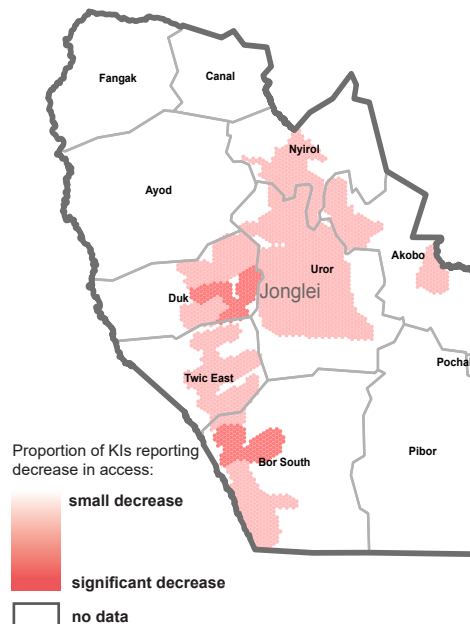 Fangak
Canal
Nyirol
Ayod
Akobo
Uror
Duk
Jonglei
Pochal
Twic East
Pibor
Bor South
Proportion of KIs reporting
decrease in access:
small decrease
significant decrease
no data